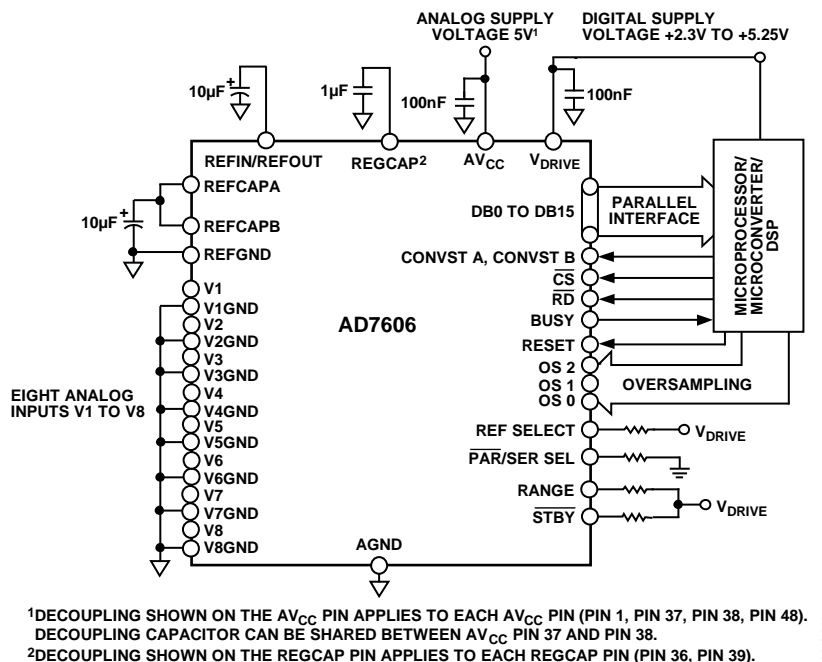 ANALOG SUPPLY
VOLTAGE 5V¹
DIGITAL SUPPLY
VOLTAGE +2.3V TO +5.25V
10µF
+
1µF
100nF
100nF
REFIN/REFOUT
REGCAP²
AVCC
VDRIVE
REFCAPA
10µF
+
REFCAPB
REFGND
DB0 TO DB15
PARALLEL
INTERFACE
MICROPROCESSOR/
MICROCONVERTER/
DSP
CONVST A, CONVST B
C̅S̅
R̅D̅
BUSY
RESET
OS 2
OS 1
OS 0
OVERSAMPLING
AD7606
V1
V1GND
V2
V2GND
V3
V3GND
V4
V4GND
V5
V5GND
V6
V6GND
V7
V7GND
V8
V8GND
EIGHT ANALOG
INPUTS V1 TO V8
REF SELECT
VDRIVE
P̅A̅R̅/SER SEL
RANGE
S̅T̅B̅Y̅
VDRIVE
AGND
¹DECOUPLING SHOWN ON THE AVCC PIN APPLIES TO EACH AVCC PIN (PIN 1, PIN 37, PIN 38, PIN 48).
DECOUPLING CAPACITOR CAN BE SHARED BETWEEN AVCC PIN 37 AND PIN 38.
²DECOUPLING SHOWN ON THE REGCAP PIN APPLIES TO EACH REGCAP PIN (PIN 36, PIN 39).